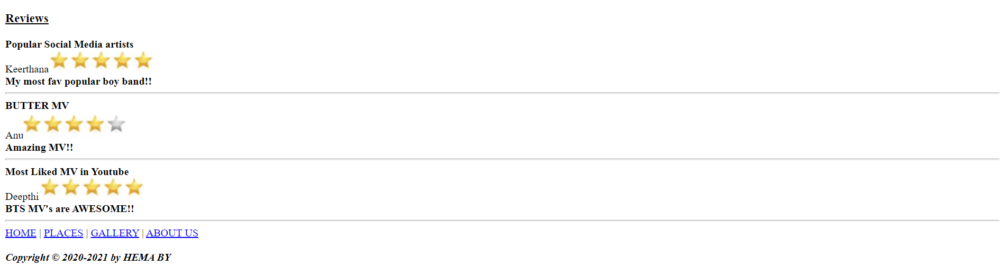 Reviews
Popular Social Media artists
Keerthana
My most fav popular boy band!!
BUTTER MV
Anu
Amazing MV!!
Most Liked MV in Youtube
Deepthi
BTS MV's are AWESOME!!
HOME | PLACES | GALLERY | ABOUT US
Copyright © 2020-2021 by HEMA BY